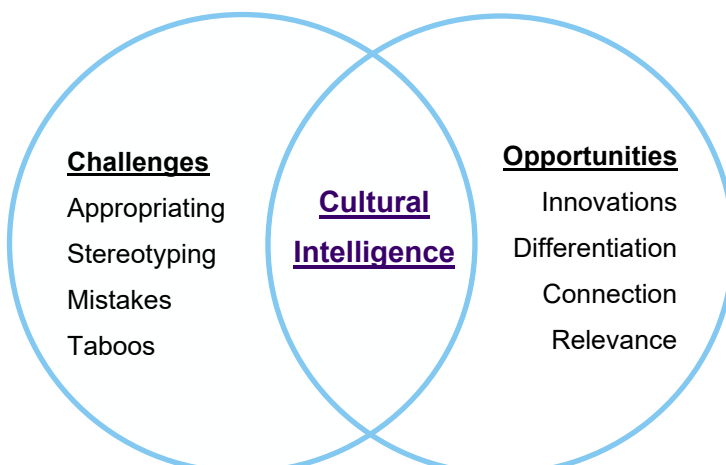 Challenges
Appropriating
Stereotyping
Mistakes
Taboos
Cultural
Intelligence
Opportunities
Innovations
Differentiation
Connection
Relevance